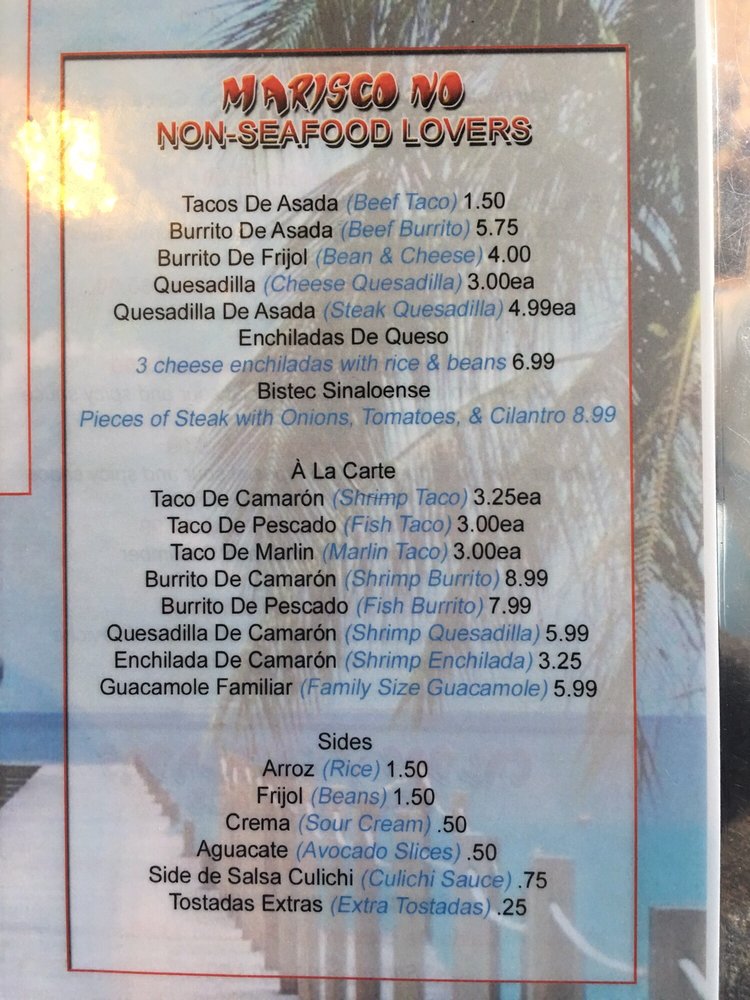 MARISCO NO
NON-SEAFOOD LOVERS
Tacos De Asada (Beef Taco) 1.50
Burrito De Asada (Beef Burrito) 5.75
Burrito De Frijol (Bean & Cheese) 4.00
Quesadilla (Cheese Quesadilla) 3.00ea
Quesadilla De Asada (Steak Quesadilla) 4.99ea
Enchiladas De Queso
3 cheese enchiladas with rice & beans 6.99
Bistec Sinaloense
Pieces of Steak with Onions, Tomatoes, & Cilantro 8.99
À La Carte
Taco De Camarón (Shrimp Taco) 3.25ea
Taco De Pescado (Fish Taco) 3.00ea
Taco De Marlin (Marlin Taco) 3.00ea
Burrito De Camarón (Shrimp Burrito) 8.99
Burrito De Pescado (Fish Burrito) 7.99
Quesadilla De Camarón (Shrimp Quesadilla) 5.99
Enchilada De Camarón (Shrimp Enchilada) 3.25
Guacamole Familiar (Family Size Guacamole) 5.99
Sides
Arroz (Rice) 1.50
Frijol (Beans) 1.50
Crema (Sour Cream) .50
Aguacate (Avocado Slices) .50
Side de Salsa Culichi (Culichi Sauce) .75
Tostadas Extras (Extra Tostadas) .25